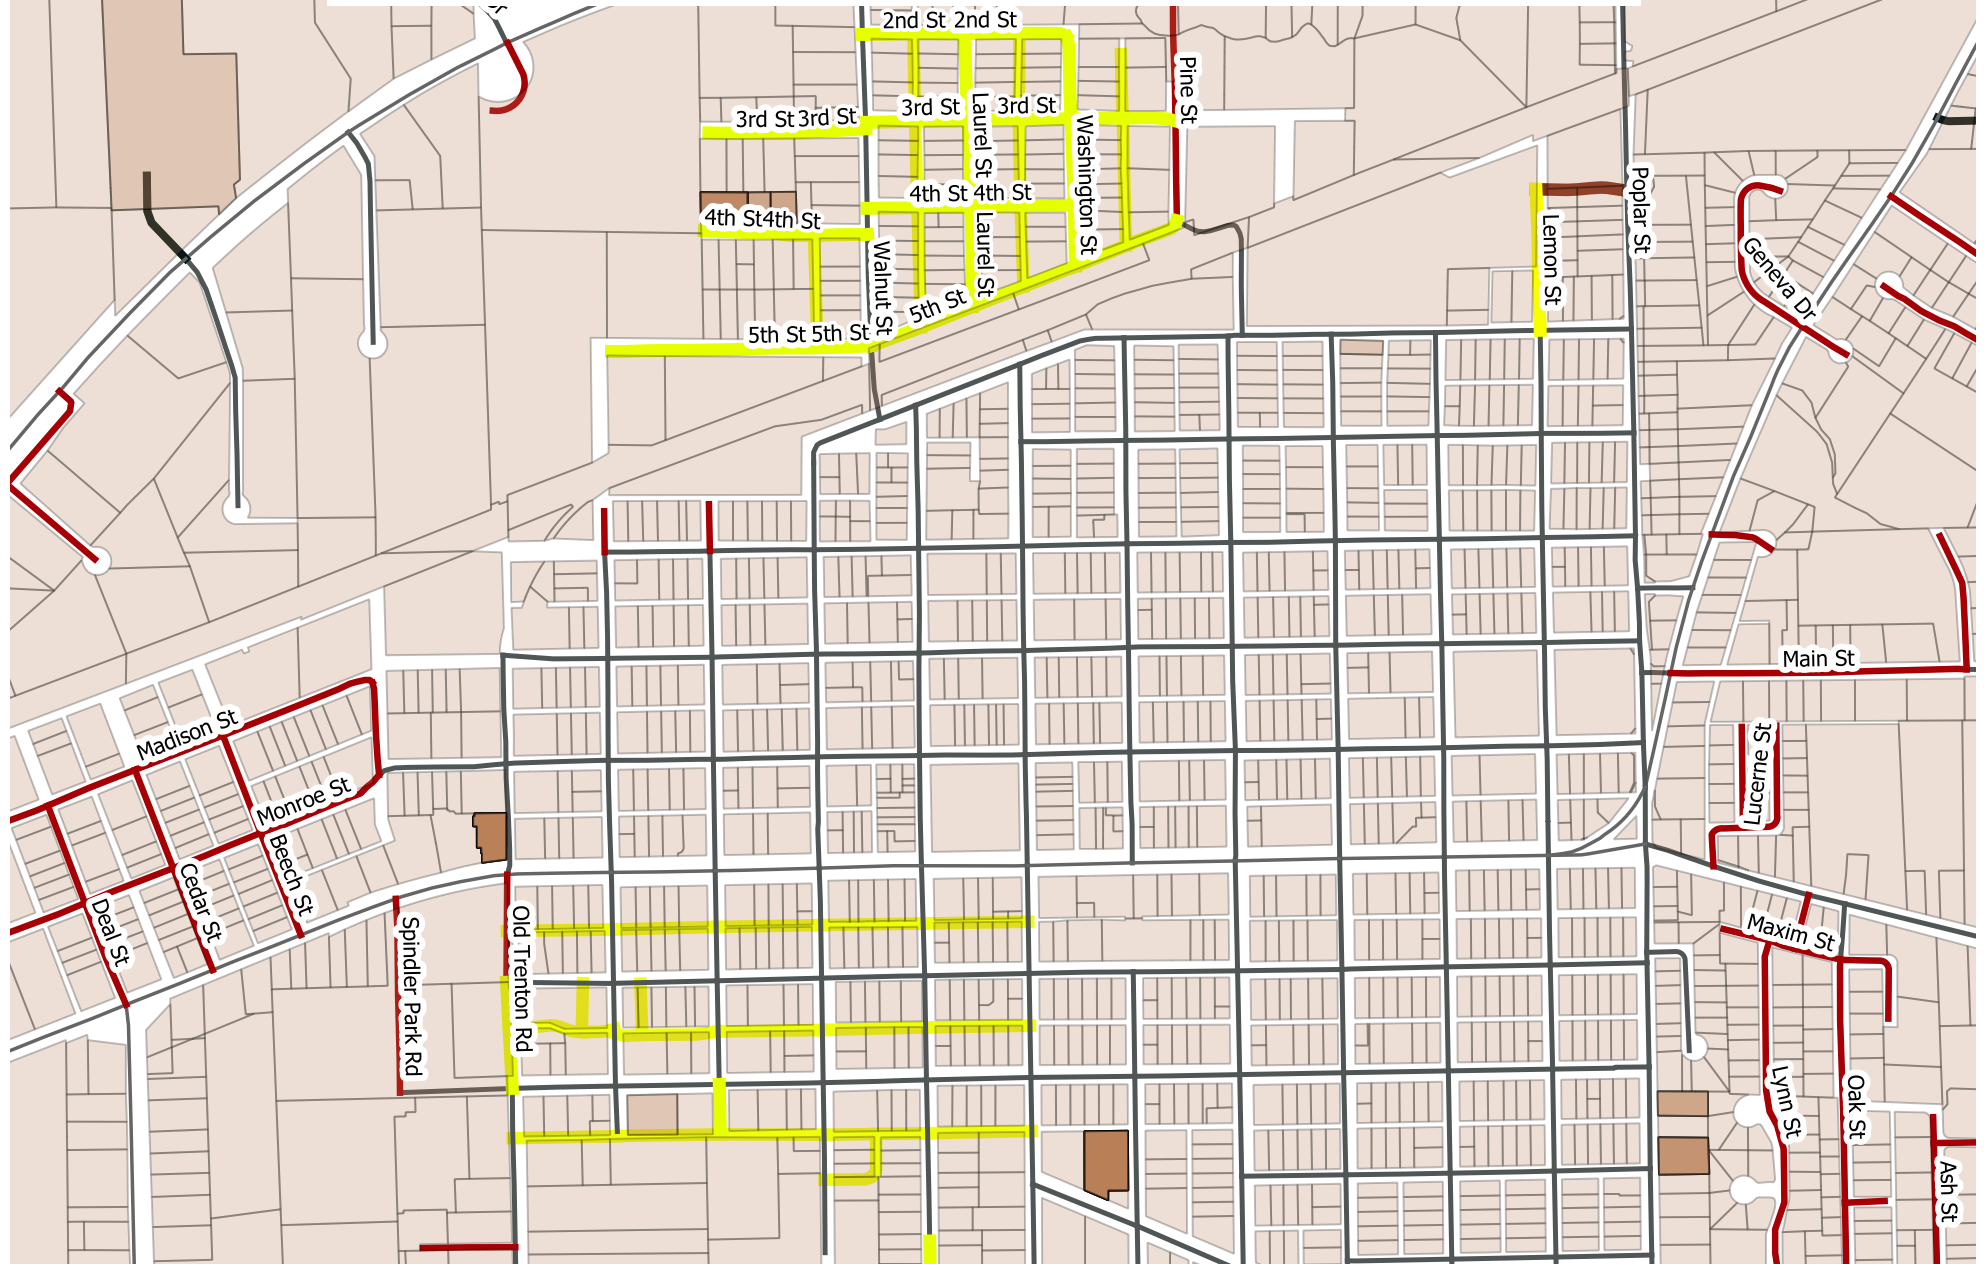 2nd St 2nd St
3rd St 3rd St
3rd St
3rd St
Laurel St
Washington St
Pine St
4th St 4th St
4th St 4th St
Laurel St
Walnut St
5th St
5th St 5th St
Lemon St
Poplar St
Geneva Dr
Main St
Madison St
Monroe St
Lucerne St
Beech St
Cedar St
Deal St
Spindler Park Rd
Old Trenton Rd
Maxim St
Lynn St
Oak St
Ash St